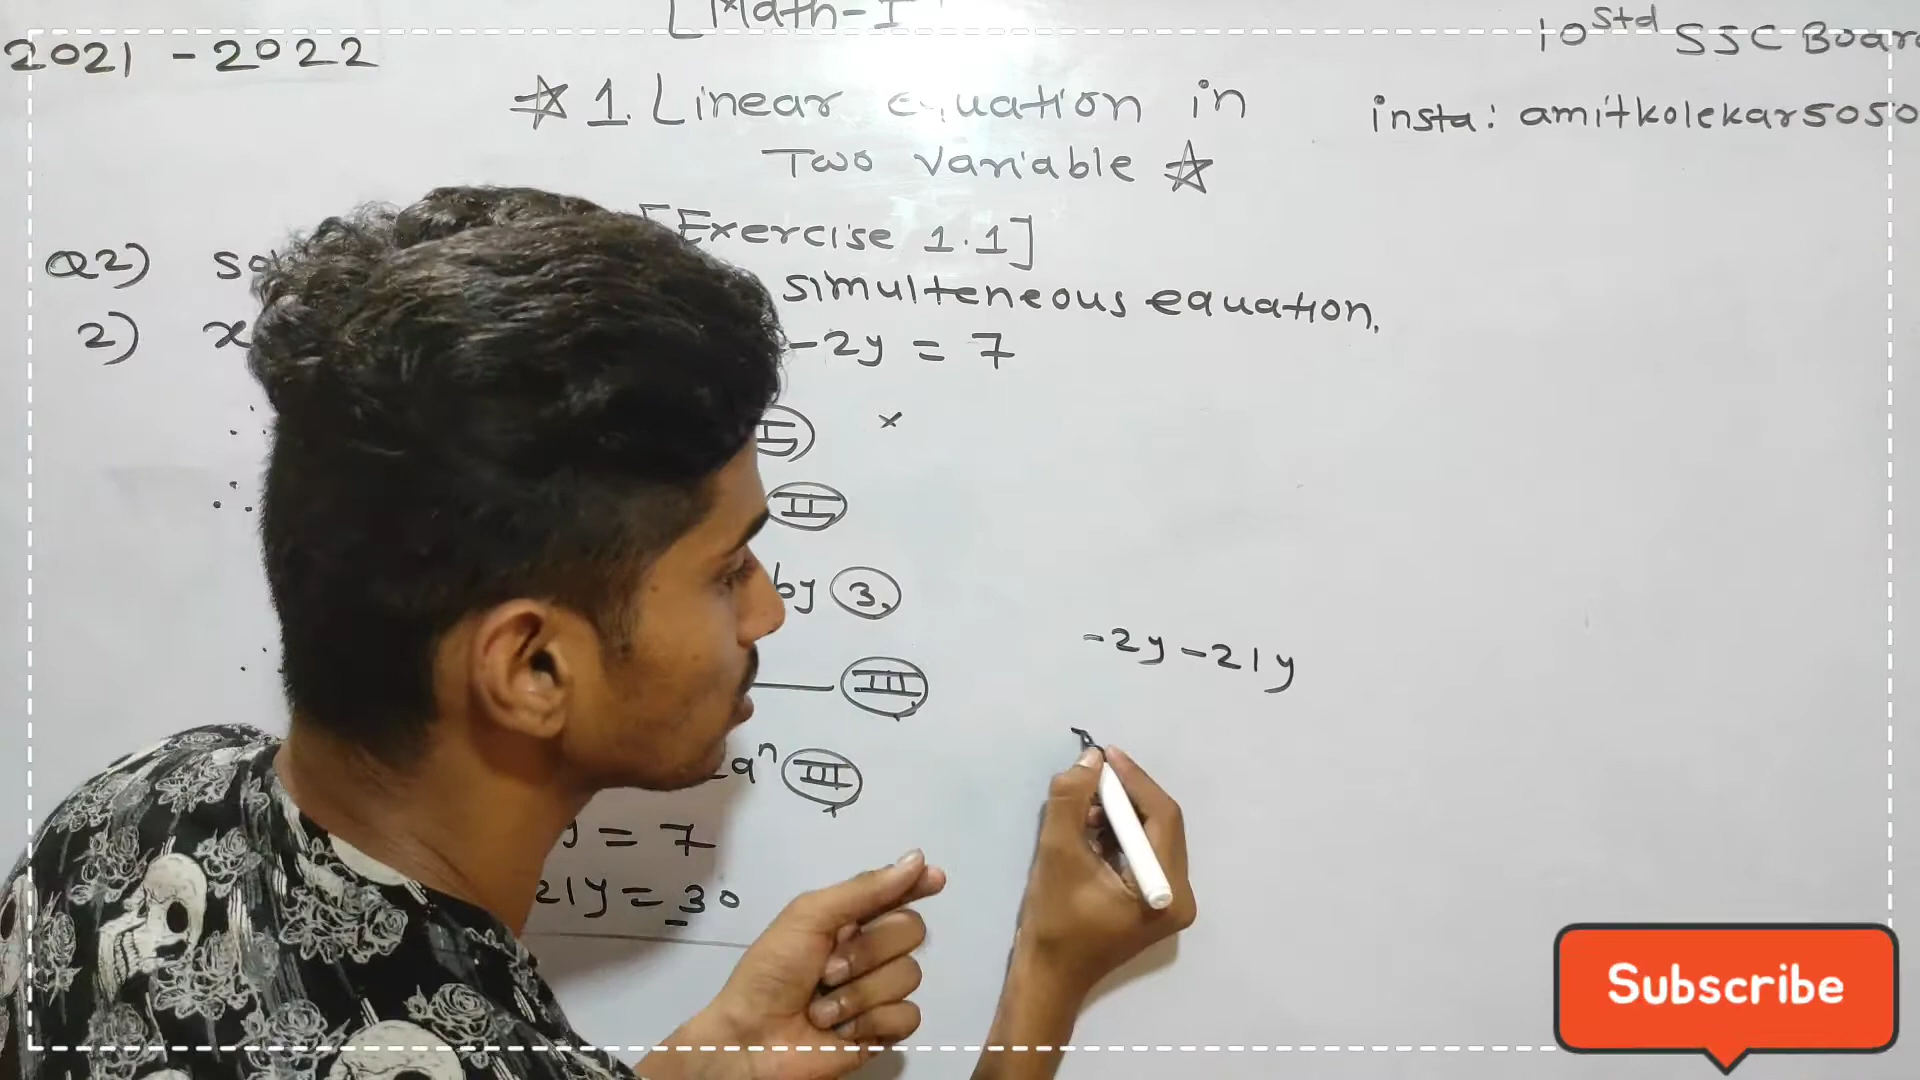 [Math-I
2021 - 2022
10std SSC Board
☆ 1. Linear equation in
insta: amitkolekar5050
Two variable ☆
[Exercise 1.1]
Q2)
simulteneous equation.
2) x -2y = 7
I ×
II
by 3.
-2y -21y
III
qn III
y = 7
21y = 30
Subscribe